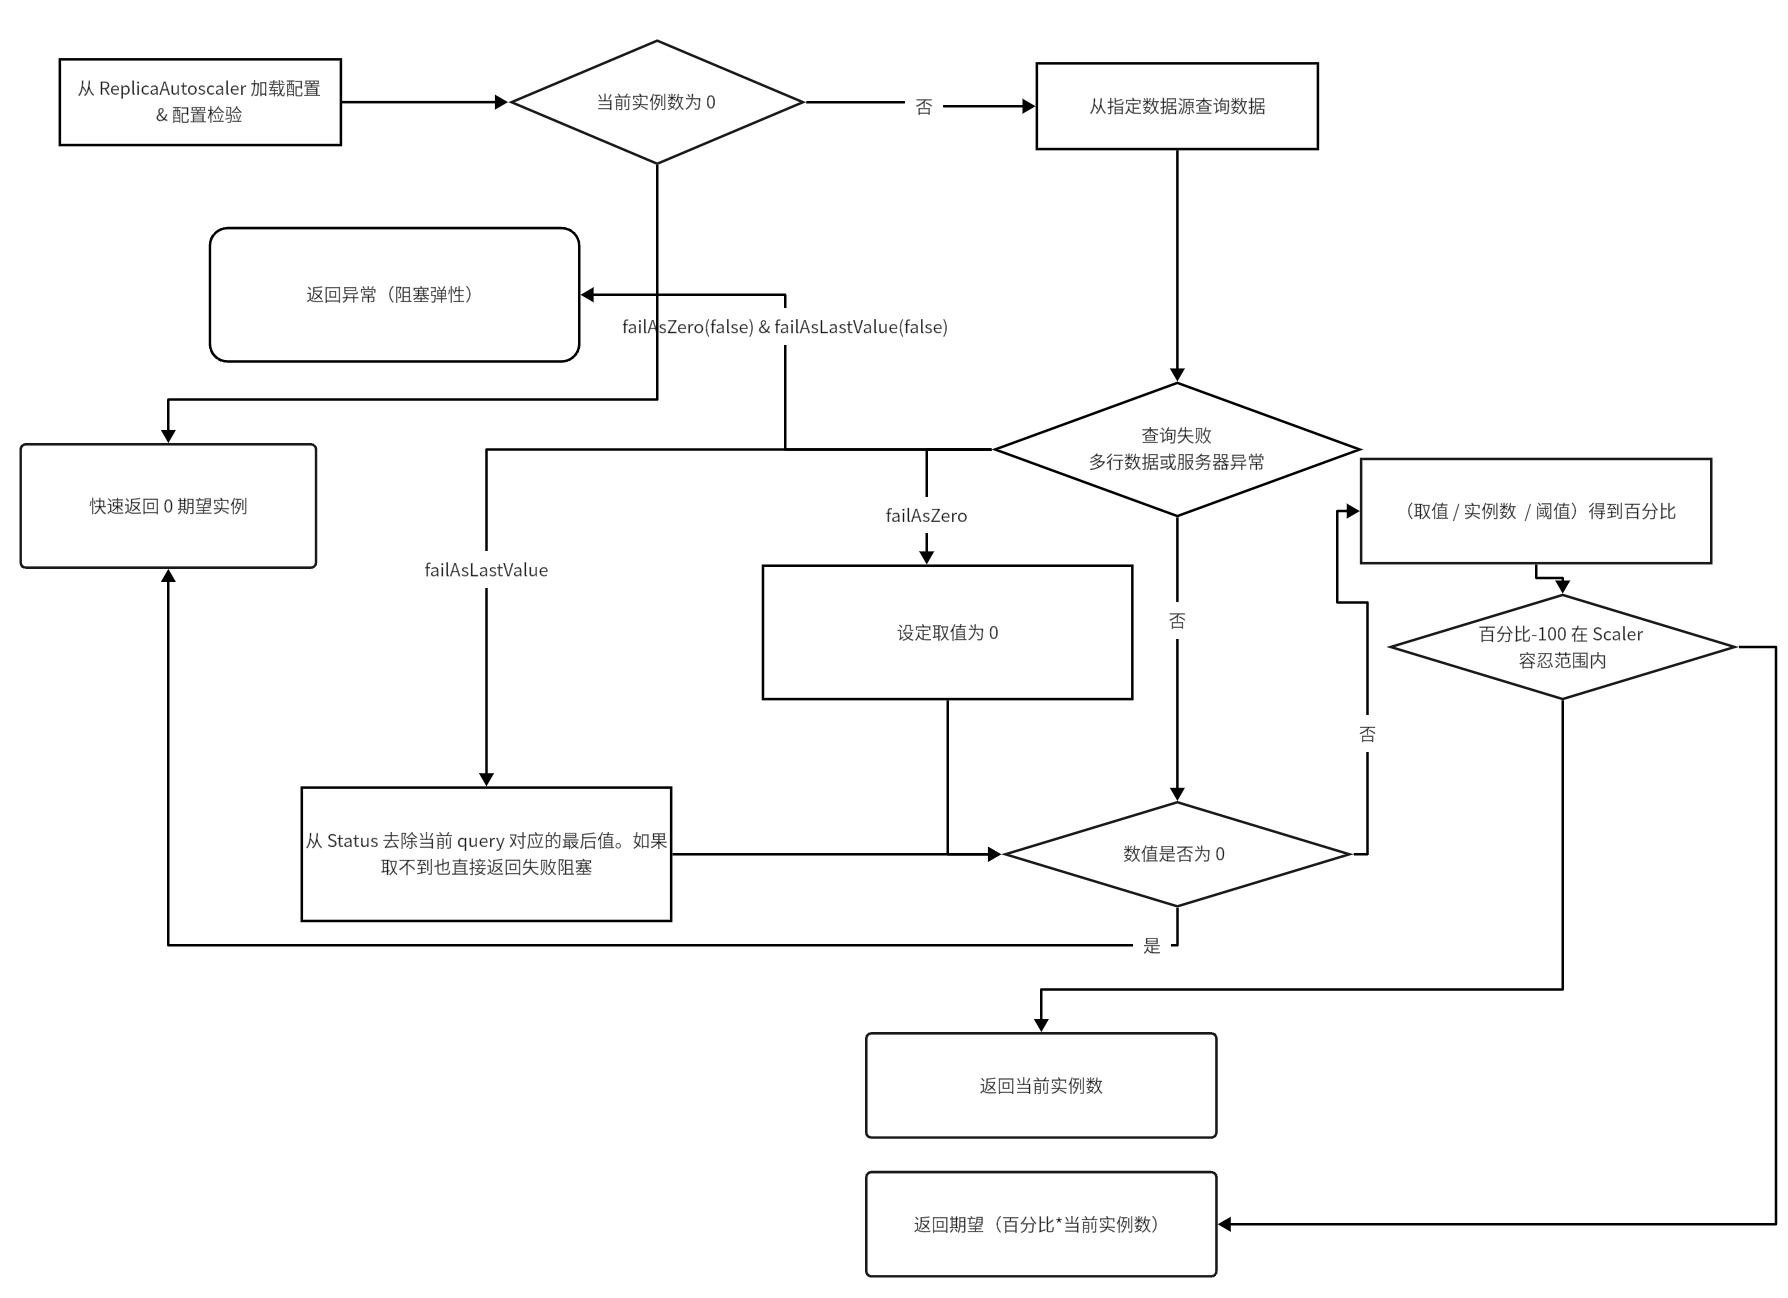 从 ReplicaAutoscaler 加载配置
& 配置检验
当前实例数为 0
否
从指定数据源查询数据
返回异常（阻塞弹性）
failAsZero(false) & failAsLastValue(false)
查询失败
多行数据或服务器异常
快速返回 0 期望实例
（取值 / 实例数 / 阈值）得到百分比
failAsZero
failAsLastValue
设定取值为 0
否
百分比-100 在 Scaler
容忍范围内
否
从 Status 去除当前 query 对应的最后值。如果
取不到也直接返回失败阻塞
数值是否为 0
是
返回当前实例数
返回期望（百分比*当前实例数）